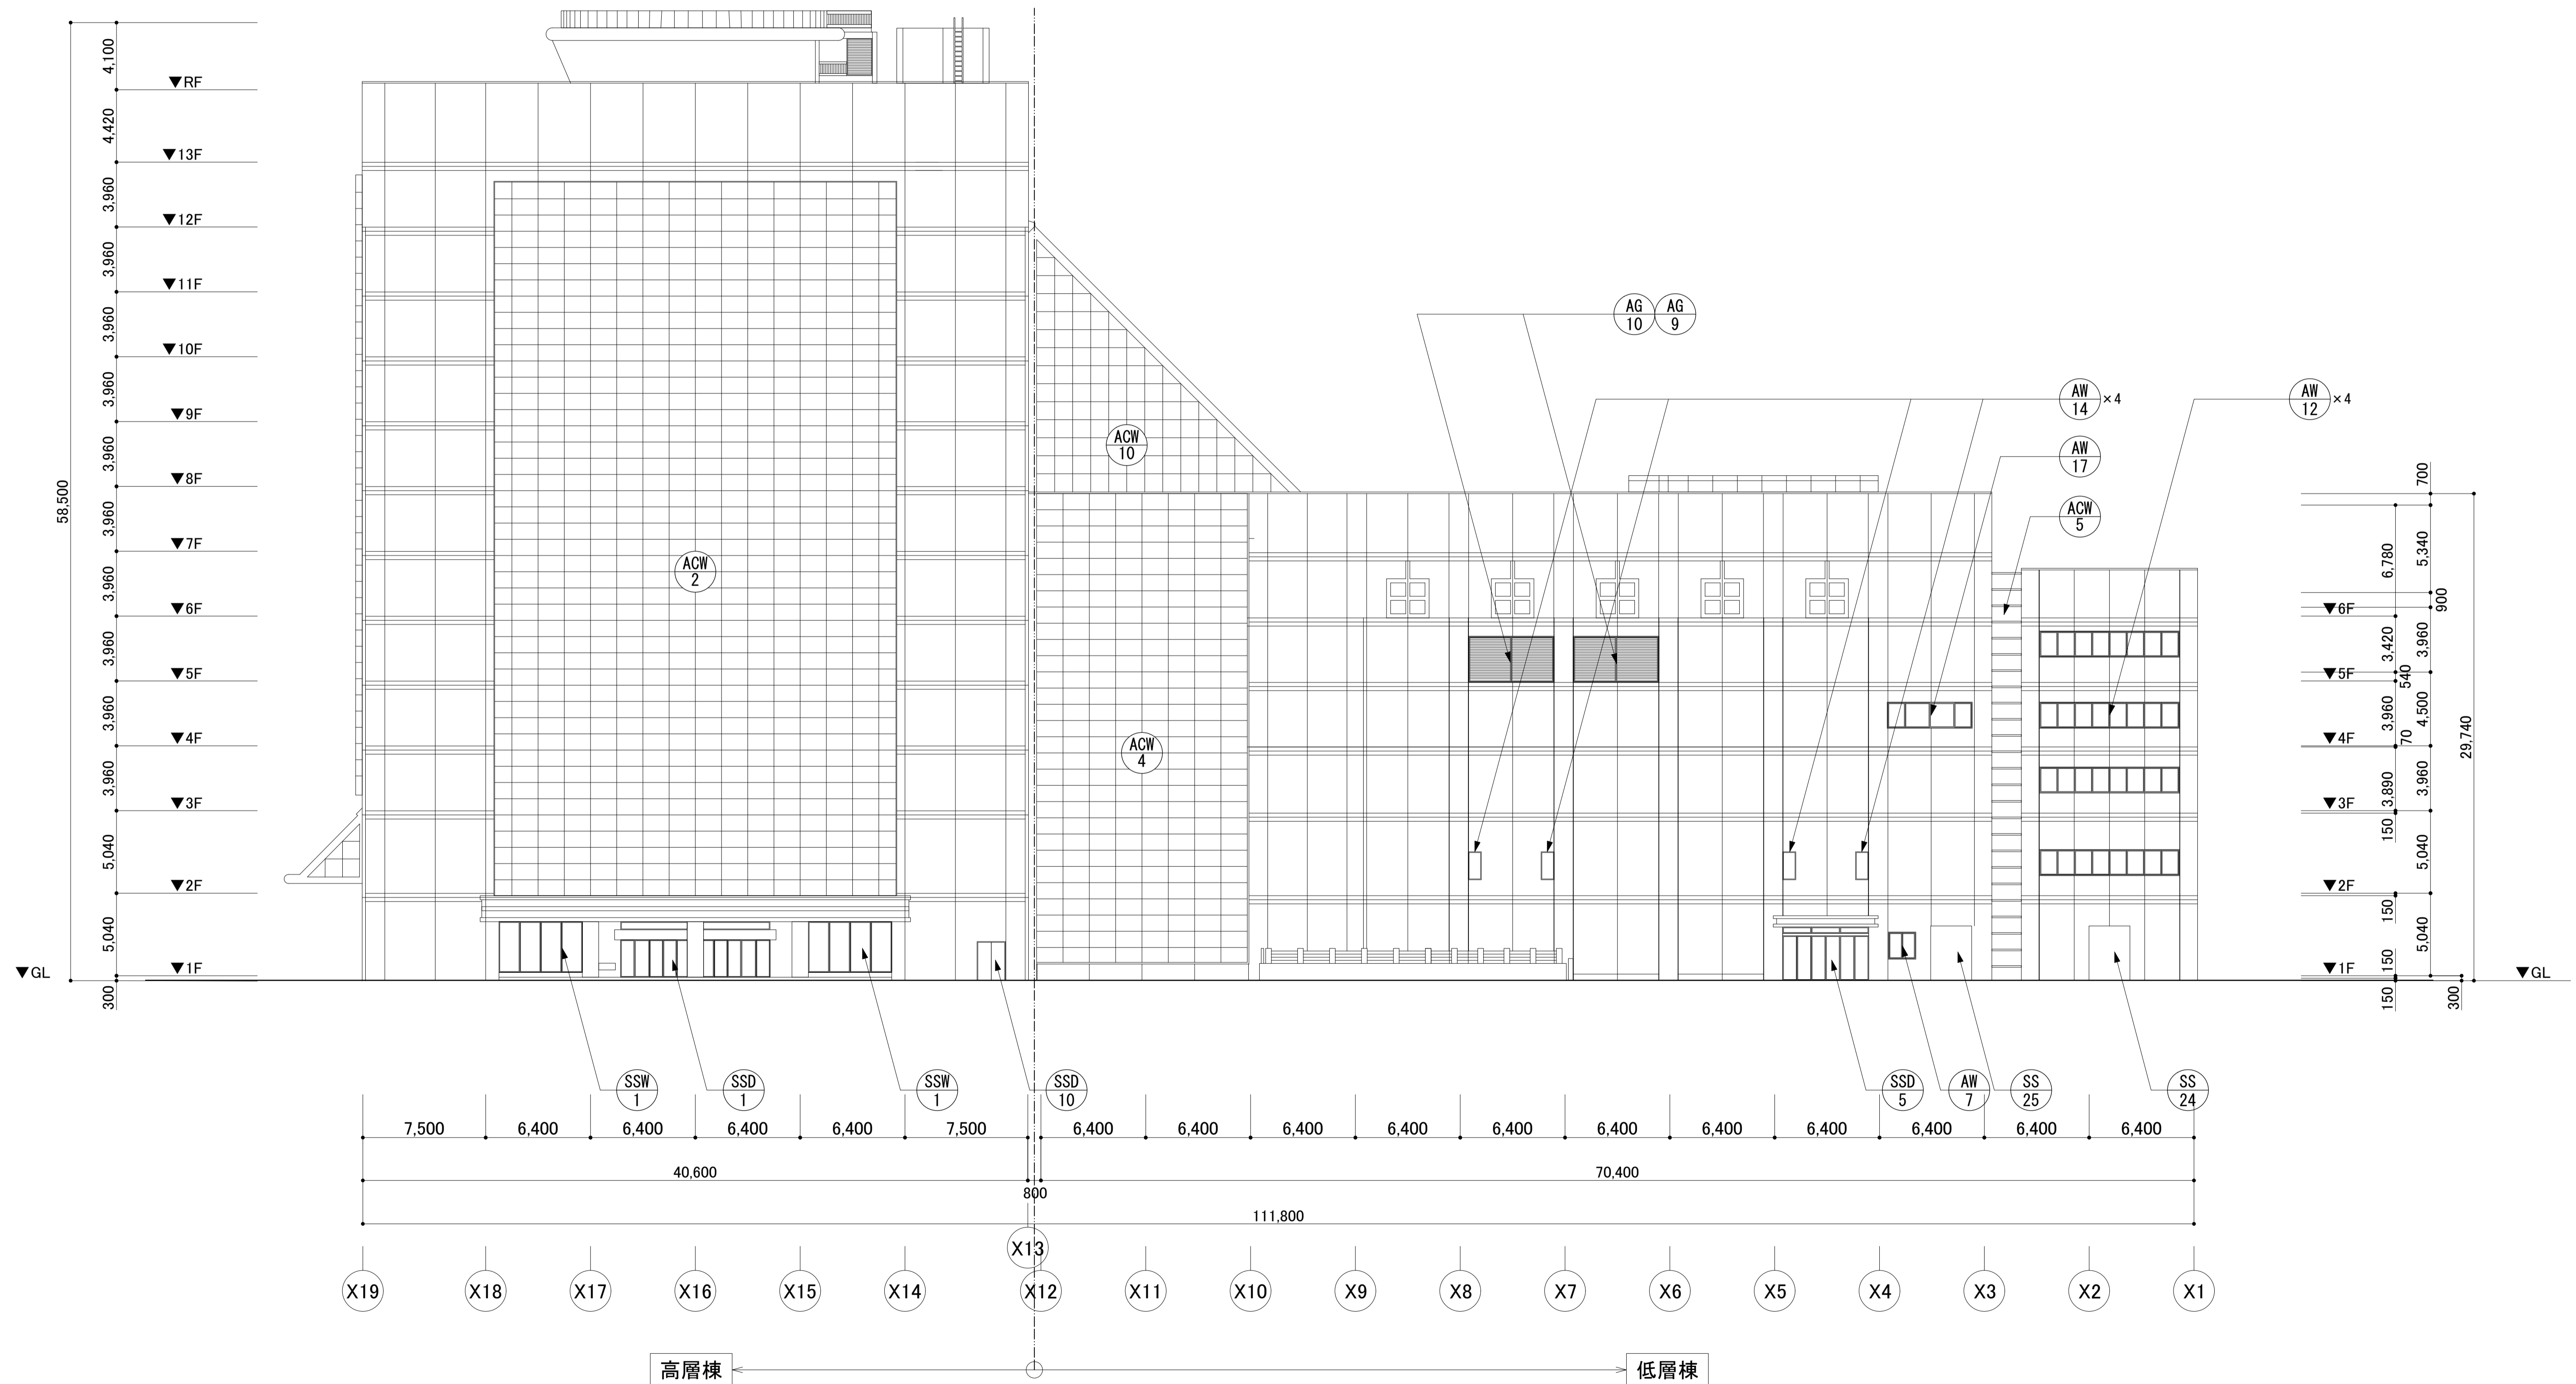 4,100
▼RF
4,420
▼13F
3,960
▼12F
3,960
▼11F
3,960
▼10F
3,960
▼9F
3,960
▼8F
3,960
▼7F
3,960
▼6F
3,960
▼5F
3,960
▼4F
3,960
▼3F
5,040
▼2F
5,040
▼1F
300
58,500
▼GL
ACW
2
ACW
10
ACW
4
AG
10
AG
9
AW
14
×4
AW
12
×4
AW
17
ACW
5
700
5,340
6,780
900
▼6F
3,420
3,960
▼5F
540
3,960
4,500
▼4F
70
3,890
3,960
▼3F
150
5,040
▼2F
150
5,040
▼1F
150
150
300
29,740
▼GL
SSW
1
SSD
1
SSW
1
SSD
10
SSD
5
AW
7
SS
25
SS
24
7,500 6,400 6,400 6,400 6,400 7,500 6,400 6,400 6,400 6,400 6,400 6,400 6,400 6,400 6,400 6,400 6,400
40,600 800 70,400
111,800
X13
X19 X18 X17 X16 X15 X14 X12 X11 X10 X9 X8 X7 X6 X5 X4 X3 X2 X1
高層棟 低層棟